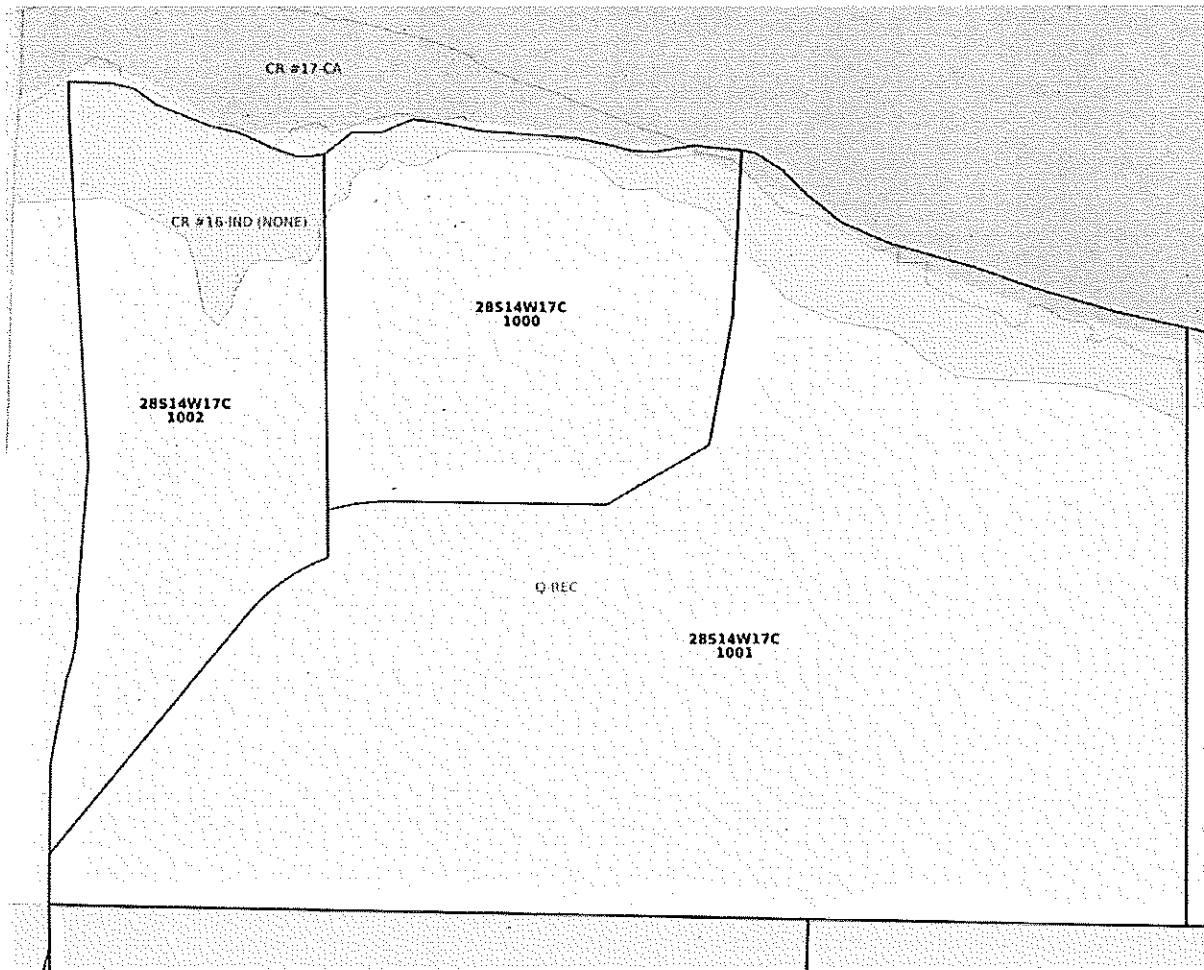 CR #17-CA
CR #16-IND (NONE)
28S14W17C
1000
28S14W17C
1002
Q-REC
28S14W17C
1001